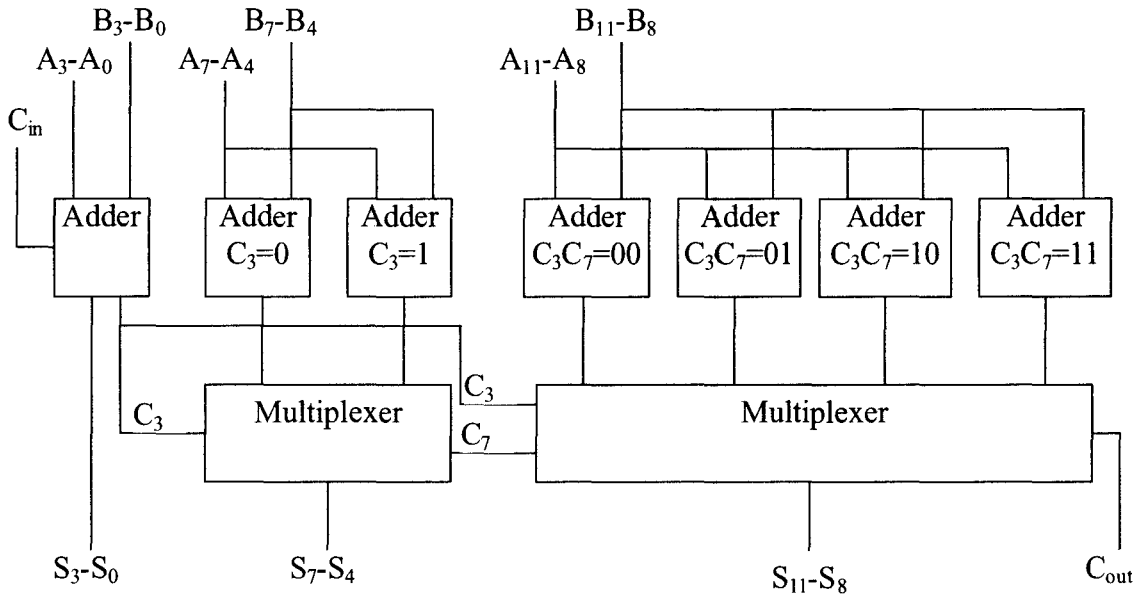 B₃-B₀
B₇-B₄
B₁₁-B₈
A₃-A₀
A₇-A₄
A₁₁-A₈
C_in
Adder
Adder
C₃=0
Adder
C₃=1
Adder
C₃C₇=00
Adder
C₃C₇=01
Adder
C₃C₇=10
Adder
C₃C₇=11
C₃
Multiplexer
C₃
C₇
Multiplexer
S₃-S₀
S₇-S₄
S₁₁-S₈
C_out